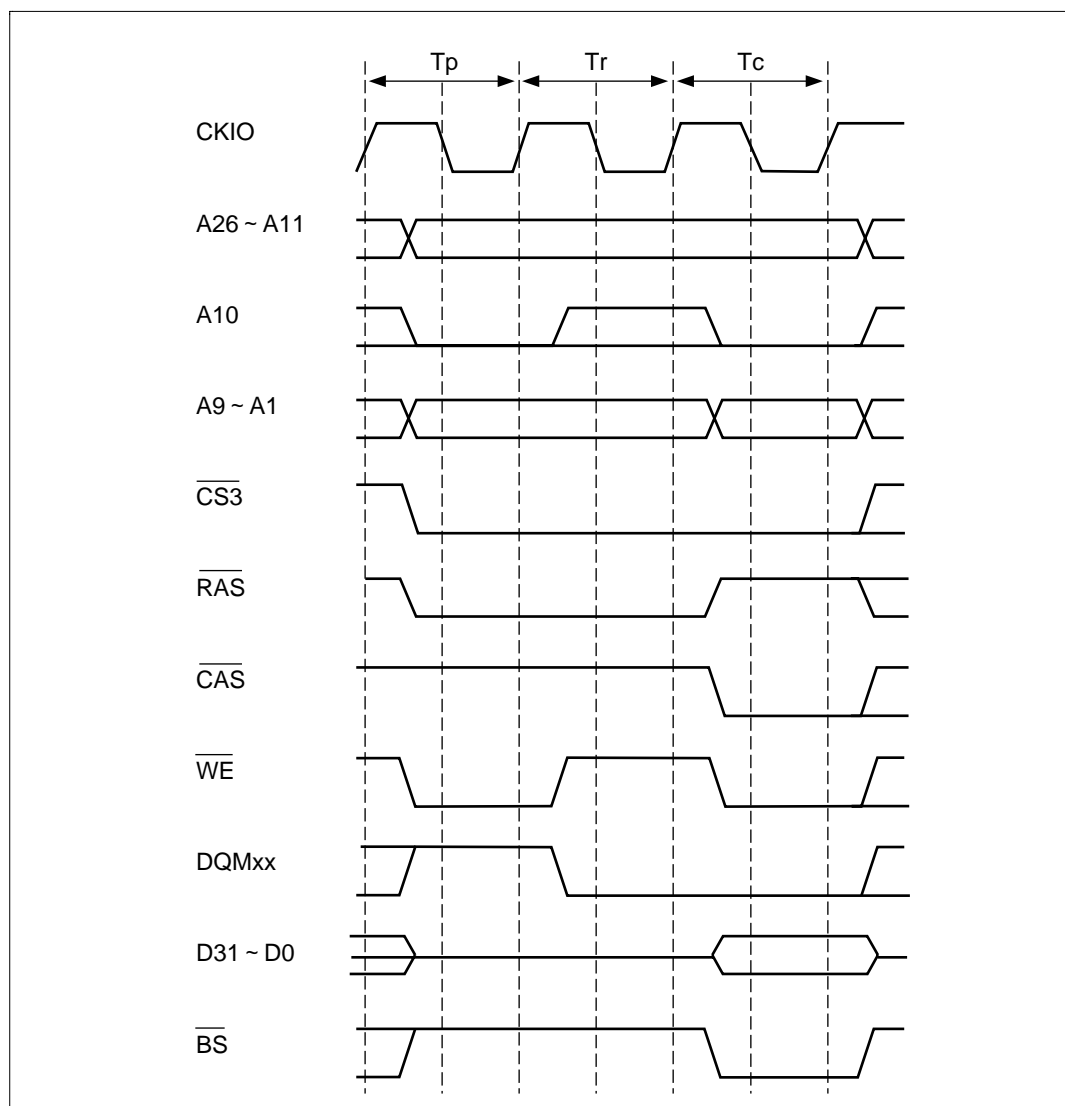 Tp Tr Tc
CKIO
A26 ~ A11
A10
A9 ~ A1
CS3
RAS
CAS
WE
DQMxx
D31 ~ D0
BS